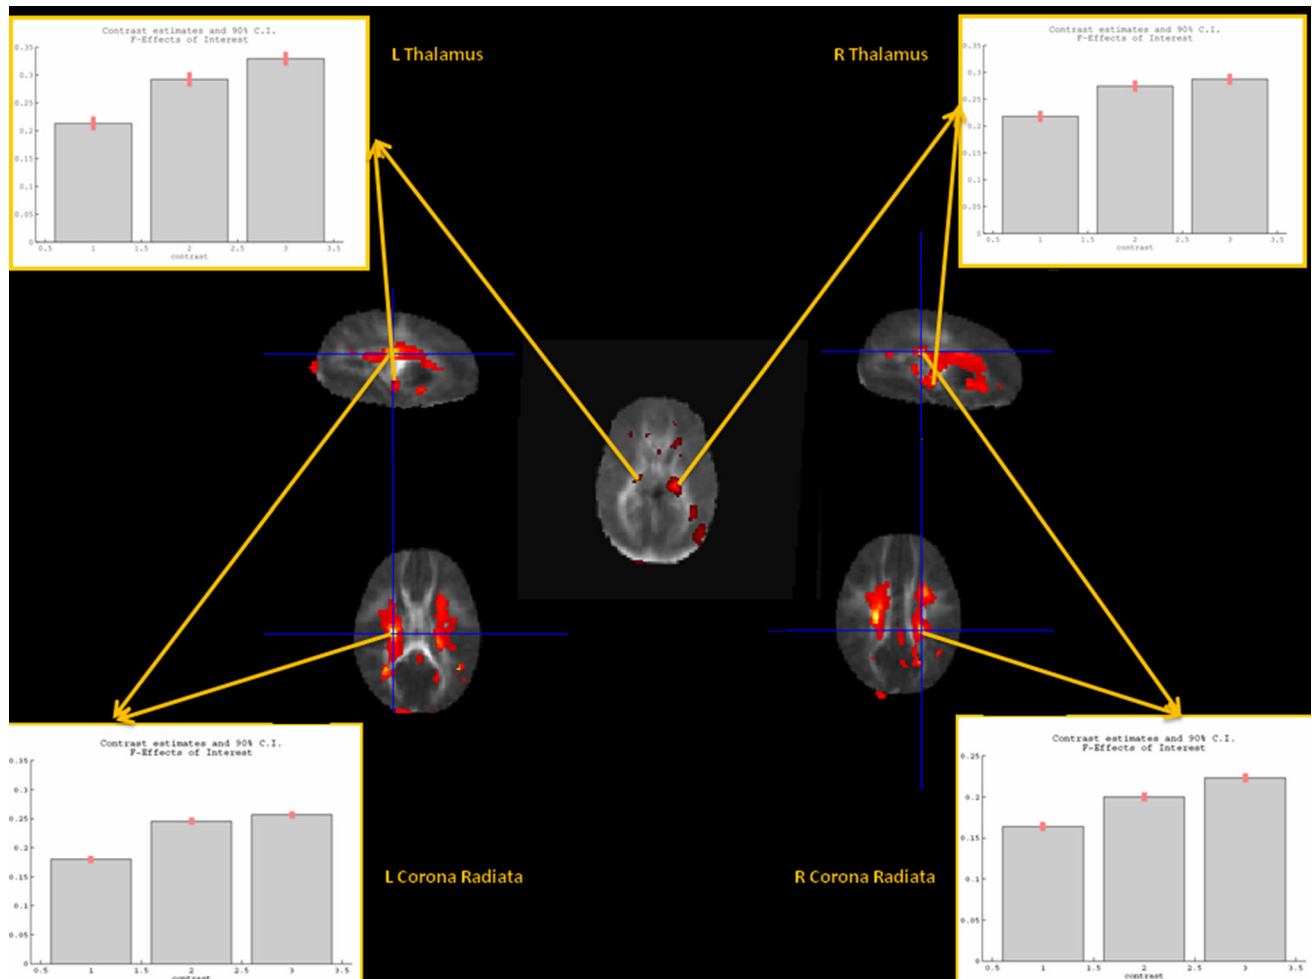 Contrast estimates and 90% C.I.
F-Effects of Interest
0.35
0.3
0.25
0.2
0.15
0.1
0.05
0
0.5 1 1.5 2 2.5 3 3.5
contrast
L Thalamus
R Thalamus
Contrast estimates and 90% C.I.
F-Effects of Interest
0.35
0.3
0.25
0.2
0.15
0.1
0.05
0
0.5 1 1.5 2 2.5 3 3.5
contrast
Contrast estimates and 90% C.I.
F-Effects of Interest
0.35
0.3
0.25
0.2
0.15
0.1
0.05
0
0.5 1 1.5 2 2.5 3 3.5
contrast
L Corona Radiata
R Corona Radiata
Contrast estimates and 90% C.I.
F-Effects of Interest
0.25
0.2
0.15
0.1
0.05
0
0.5 1 1.5 2 2.5 3 3.5
contrast